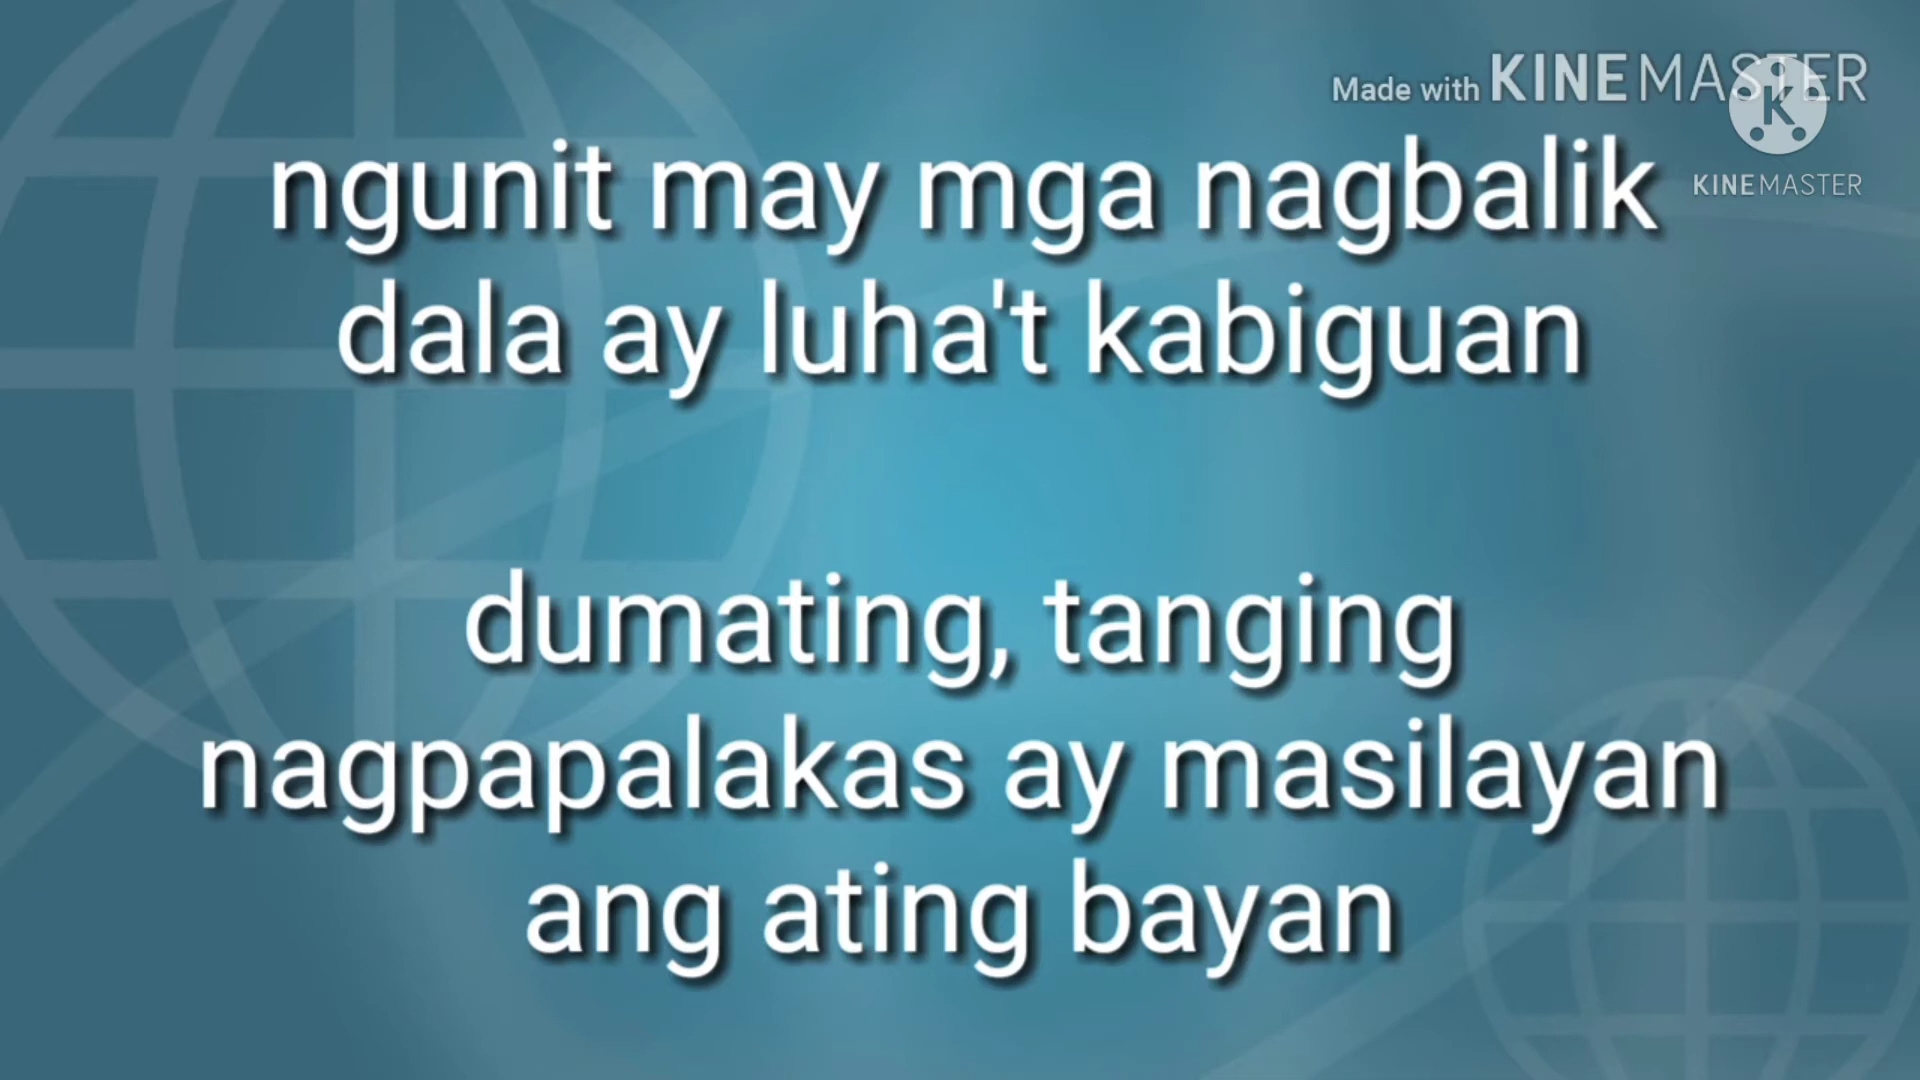 Made with KINEMASTER
KINEMASTER
ngunit may mga nagbalik
dala ay luha't kabiguan
dumating, tanging
nagpapalakas ay masilayan
ang ating bayan